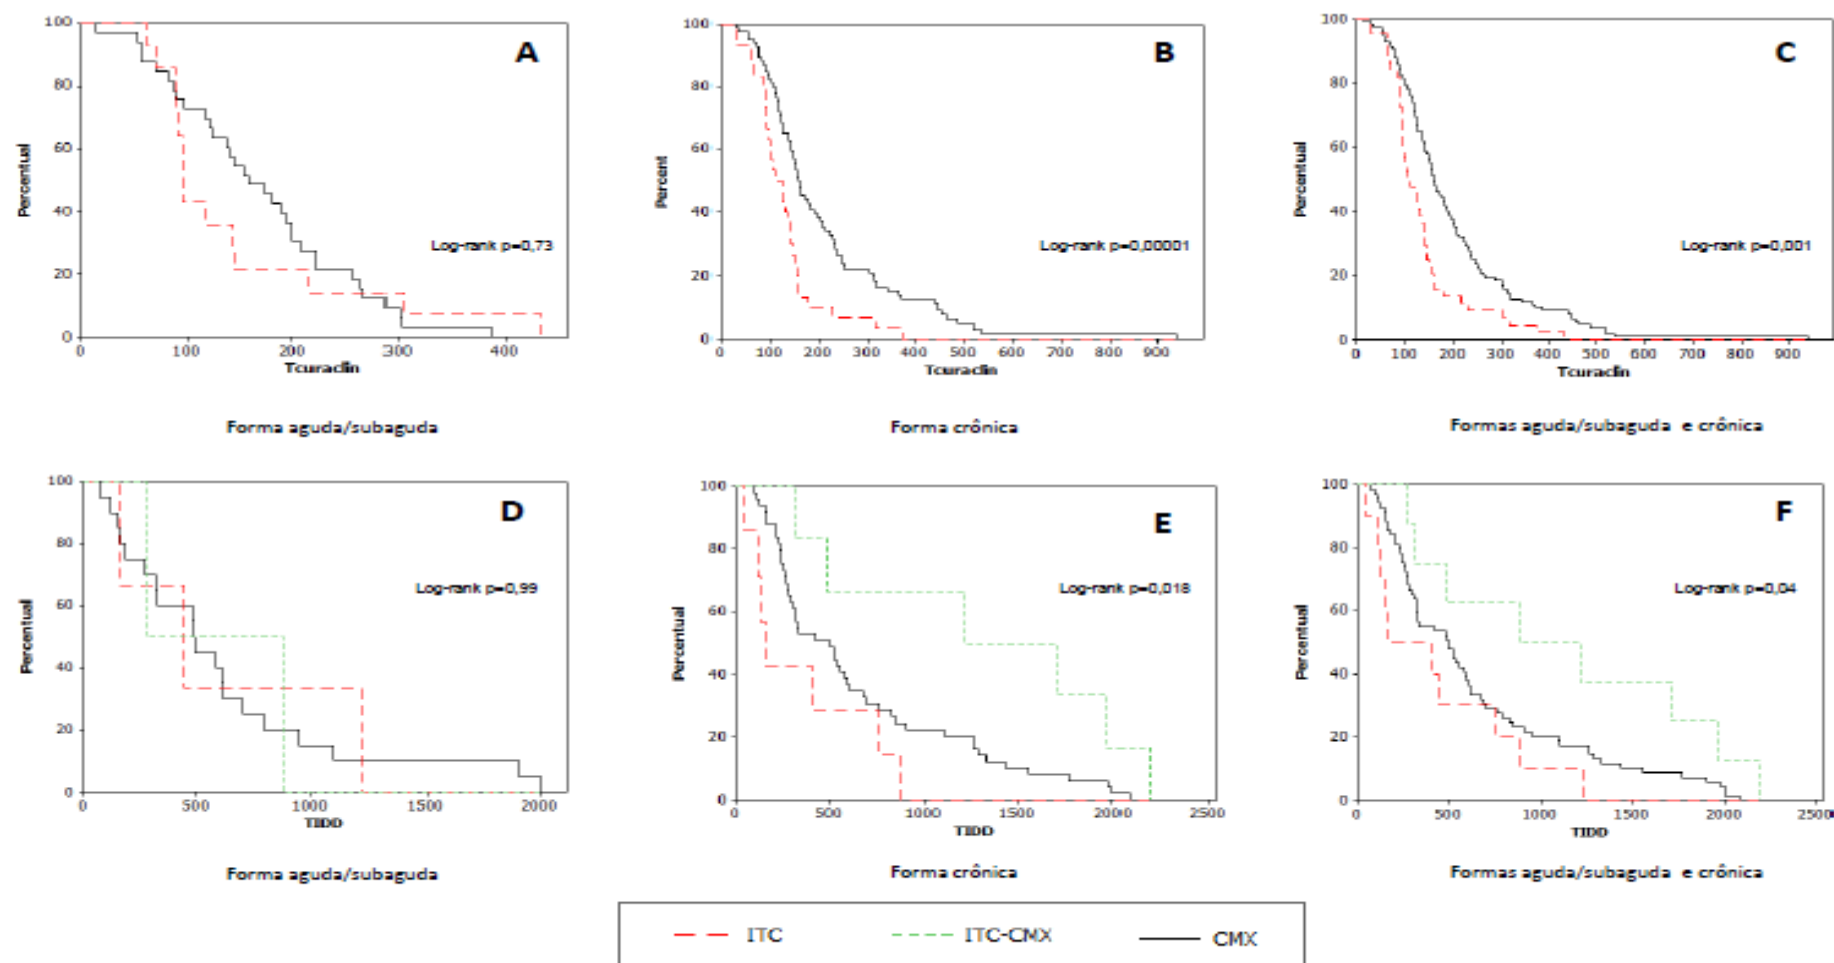 A
100
80
60
40
20
0
Percentual
Log-rank p=0,73
0 100 200 300 400
Tcuraclin
Forma aguda/subaguda
B
100
80
60
40
20
0
Percent
Log-rank p=0,00001
0 100 200 300 400 500 600 700 800 900
Tcuraclin
Forma crônica
C
100
80
60
40
20
0
Percentual
Log-rank p=0,001
0 100 200 300 400 500 600 700 800 900
Tcuraclin
Formas aguda/subaguda e crônica
D
100
80
60
40
20
0
Percentual
Log-rank p=0,99
0 500 1000 1500 2000
TIDD
Forma aguda/subaguda
E
100
80
60
40
20
0
Percentual
Log-rank p=0,018
0 500 1000 1500 2000 2500
TIDD
Forma crônica
F
100
80
60
40
20
0
Percentual
Log-rank p=0,04
0 500 1000 1500 2000 2500
TIDD
Formas aguda/subaguda e crônica
ITC ITC-CMX CMX